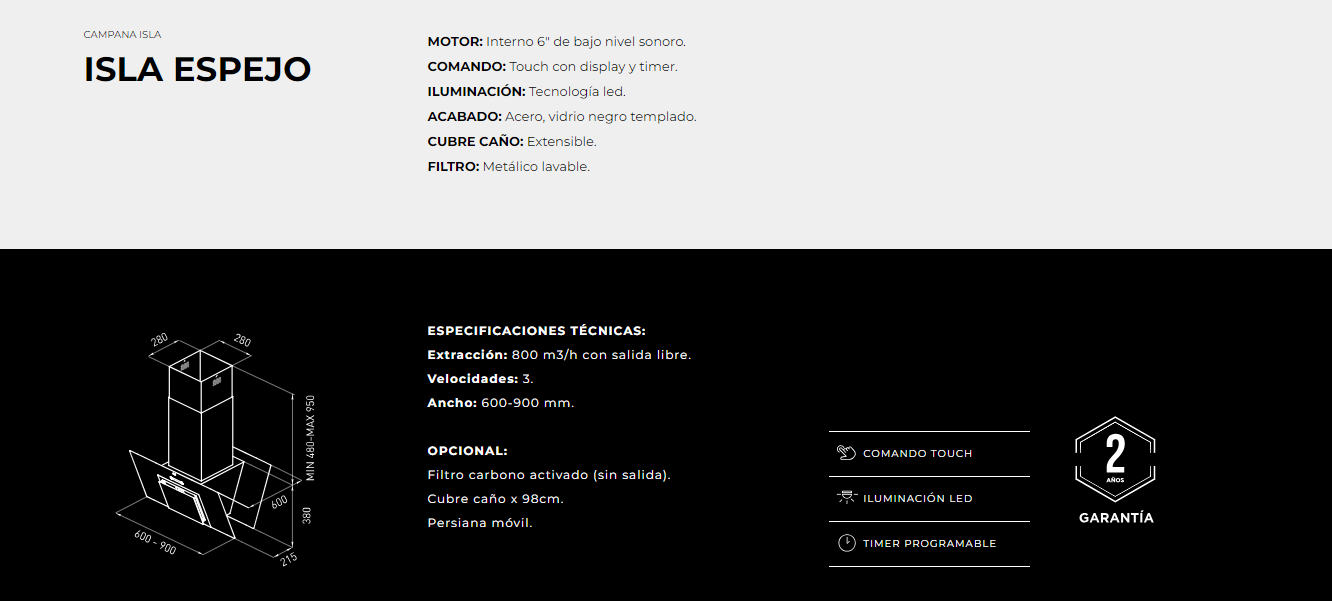 CAMPANA ISLA
ISLA ESPEJO
MOTOR: Interno 6" de bajo nivel sonoro.
COMANDO: Touch con display y timer.
ILUMINACIÓN: Tecnología led.
ACABADO: Acero, vidrio negro templado.
CUBRE CAÑO: Extensible.
FILTRO: Metálico lavable.
280
280
MIN 480-MAX 950
600
380
600 - 900
215
ESPECIFICACIONES TÉCNICAS:
Extracción: 800 m3/h con salida libre.
Velocidades: 3.
Ancho: 600-900 mm.
OPCIONAL:
Filtro carbono activado (sin salida).
Cubre caño x 98cm.
Persiana móvil.
COMANDO TOUCH
ILUMINACIÓN LED
TIMER PROGRAMABLE
2
AÑOS
GARANTÍA